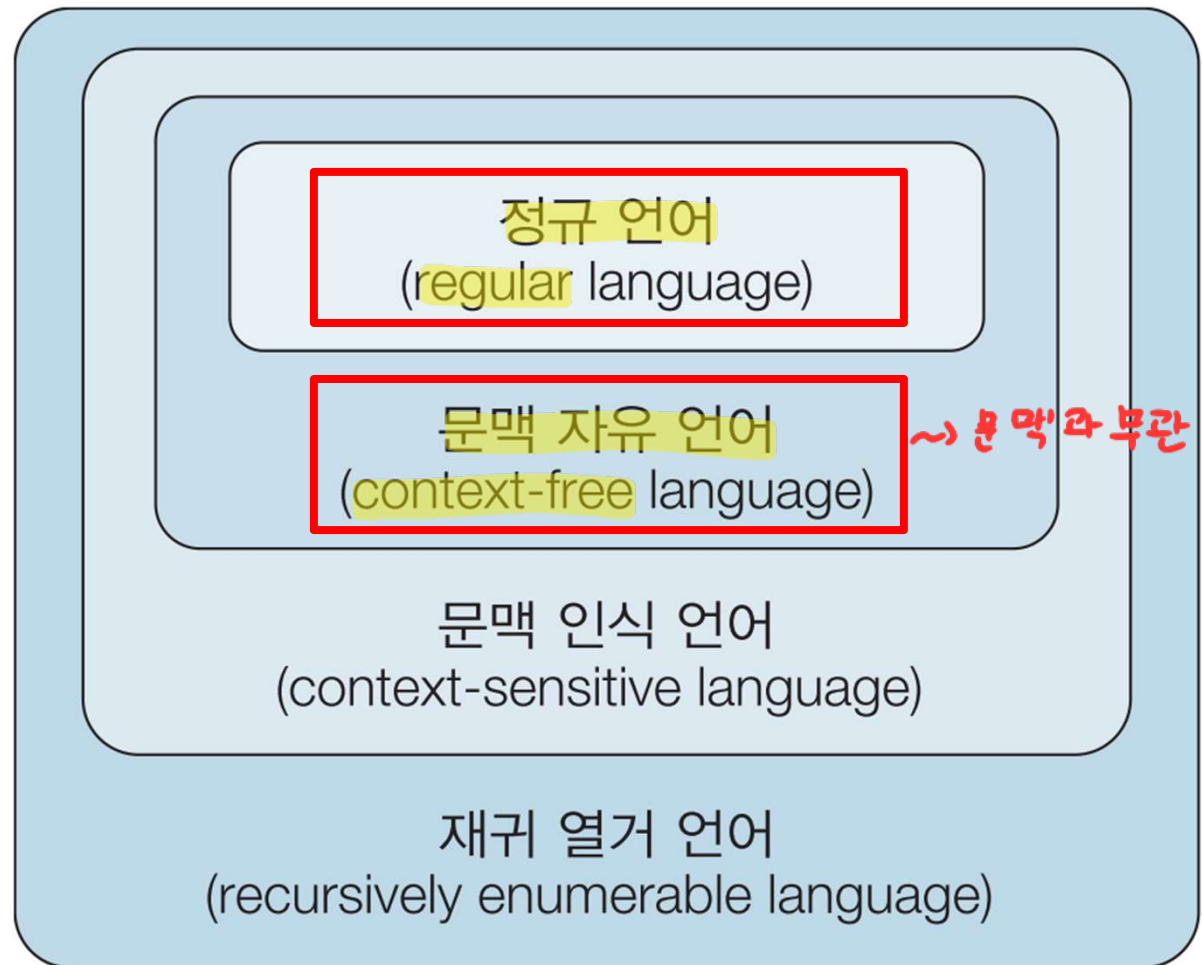 정규 언어
(regular language)
문맥 자유 언어
(context-free language)
~> 문맥과 무관
문맥 인식 언어
(context-sensitive language)
재귀 열거 언어
(recursively enumerable language)